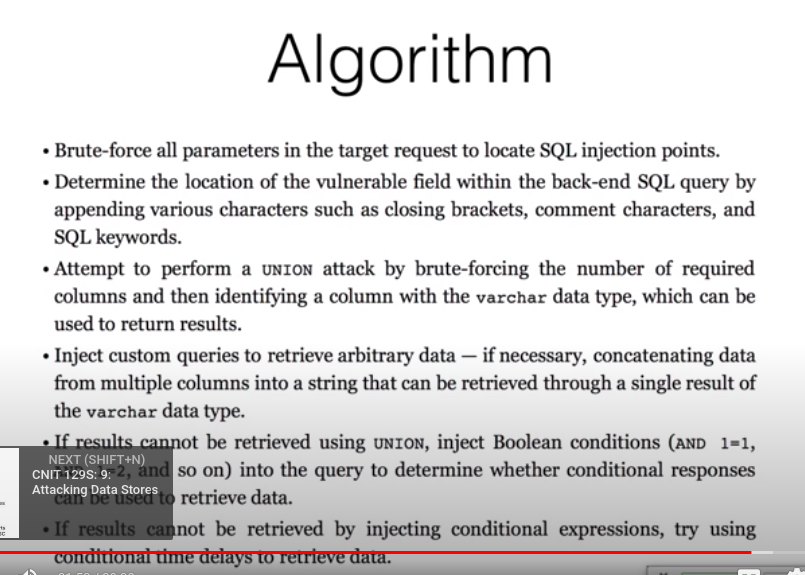 Algorithm
• Brute-force all parameters in the target request to locate SQL injection points.
• Determine the location of the vulnerable field within the back-end SQL query by
appending various characters such as closing brackets, comment characters, and
SQL keywords.
• Attempt to perform a UNION attack by brute-forcing the number of required
columns and then identifying a column with the varchar data type, which can be
used to return results.
• Inject custom queries to retrieve arbitrary data — if necessary, concatenating data
from multiple columns into a string that can be retrieved through a single result of
the varchar data type.
• If results cannot be retrieved using UNION, inject Boolean conditions (AND 1=1,
NEXT (SHIFT+N)
CNIT 129S: 9:
Attacking Data Stores
=2, and so on) into the query to determine whether conditional responses
can be used to retrieve data.
• If results cannot be retrieved by injecting conditional expressions, try using
conditional time delays to retrieve data.